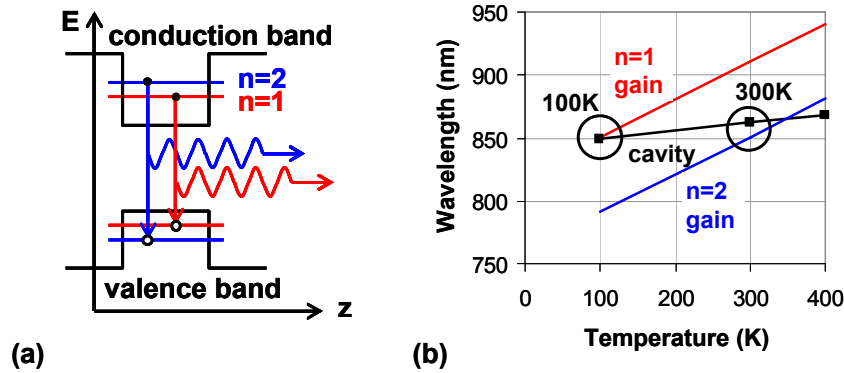 E
conduction band
n=2
n=1
valence band
z
(a)
950
900
850
800
750
Wavelength (nm)
n=1
gain
100K
300K
cavity
n=2
gain
0
100
200
300
400
Temperature (K)
(b)